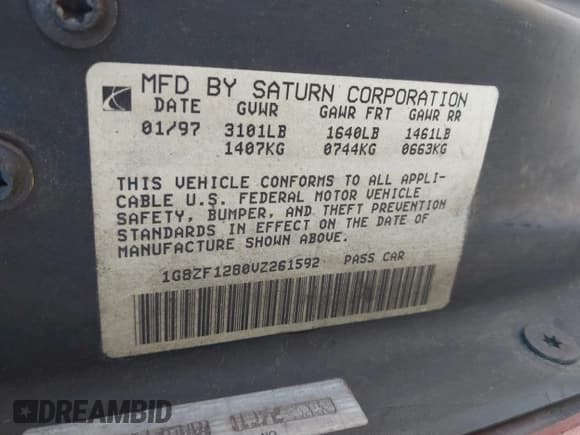 MFD BY SATURN CORPORATION
DATE GVWR GAWR FRT GAWR RR
01/97 3101LB 1640LB 1461LB
1407KG 0744KG 0663KG
THIS VEHICLE CONFORMS TO ALL APPLI-
CABLE U.S. FEDERAL MOTOR VEHICLE
SAFETY, BUMPER, AND THEFT PREVENTION
STANDARDS IN EFFECT ON THE DATE OF
MANUFACTURE SHOWN ABOVE.
1G8ZF1280VZ261592 PASS CAR
DREAMBID